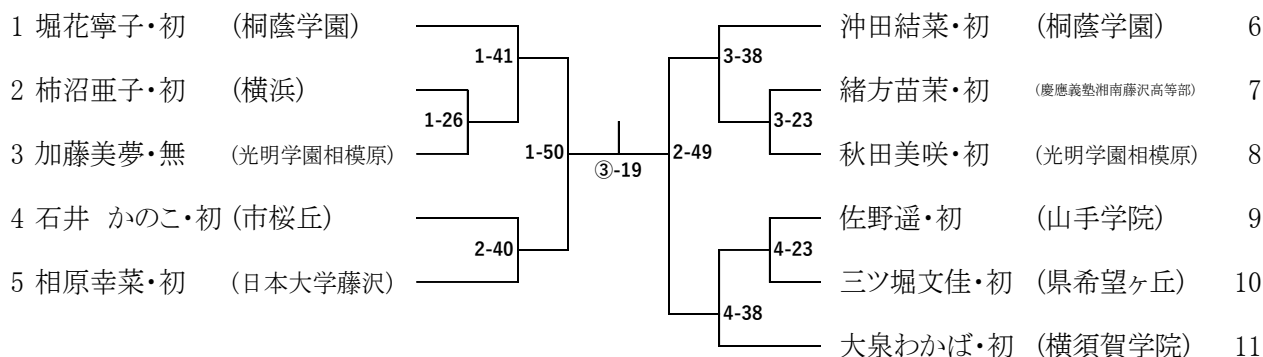 1 堀花寧子・初 (桐蔭学園)
2 柿沼亜子・初 (横浜)
3 加藤美夢・無 (光明学園相模原)
4 石井 かのこ・初 (市桜丘)
5 相原幸菜・初 (日本大学藤沢)
1-41
1-26
1-50
2-40
③-19
2-49
3-38
3-23
4-23
4-38
沖田結菜・初 (桐蔭学園) 6
緒方苗茉・初 (慶應義塾湘南藤沢高等部) 7
秋田美咲・初 (光明学園相模原) 8
佐野遥・初 (山手学院) 9
三ツ堀文佳・初 (県希望ヶ丘) 10
大泉わかば・初 (横須賀学院) 11